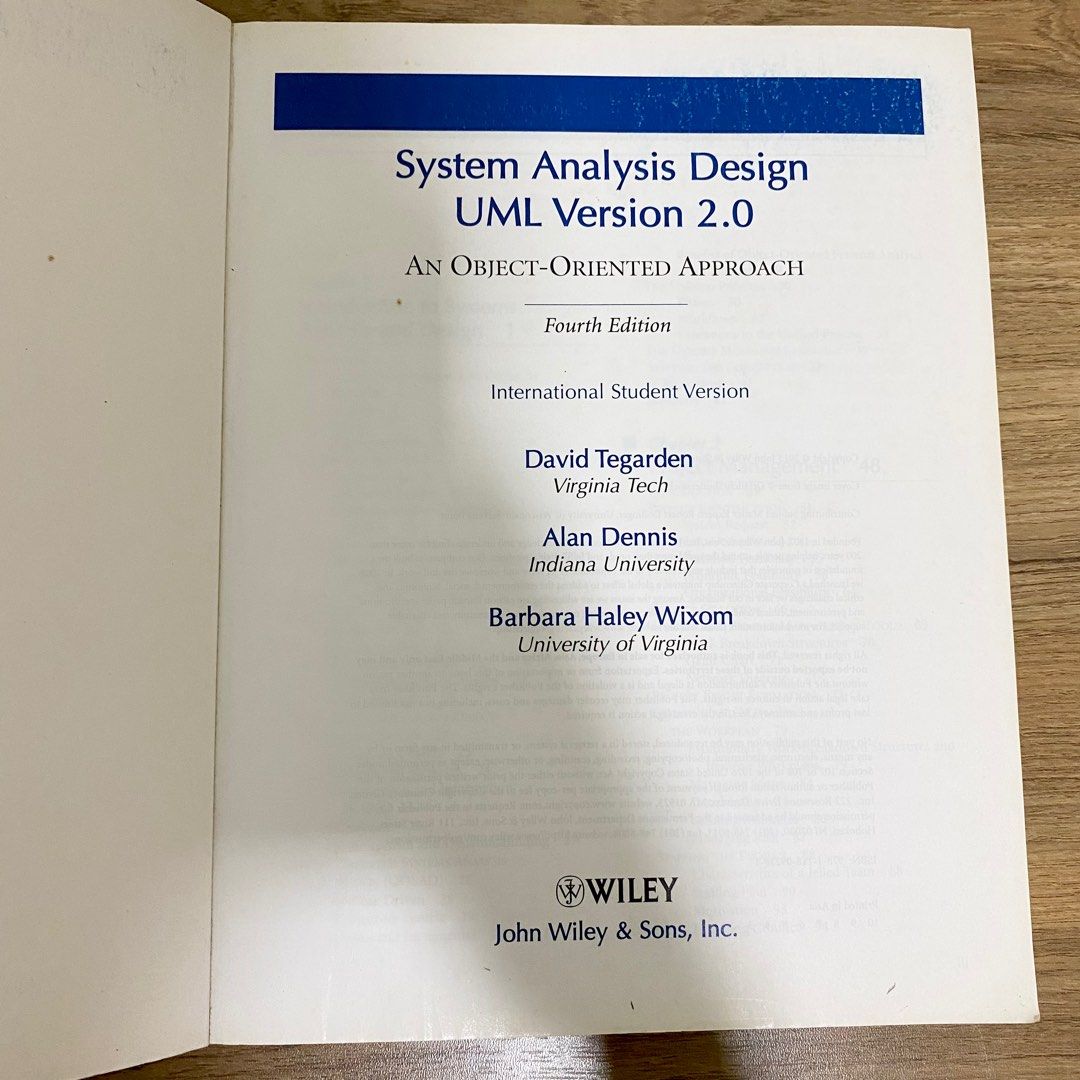 System Analysis Design
UML Version 2.0
AN OBJECT-ORIENTED APPROACH
Fourth Edition
International Student Version
David Tegarden
Virginia Tech
Alan Dennis
Indiana University
Barbara Haley Wixom
University of Virginia
WILEY
John Wiley & Sons, Inc.